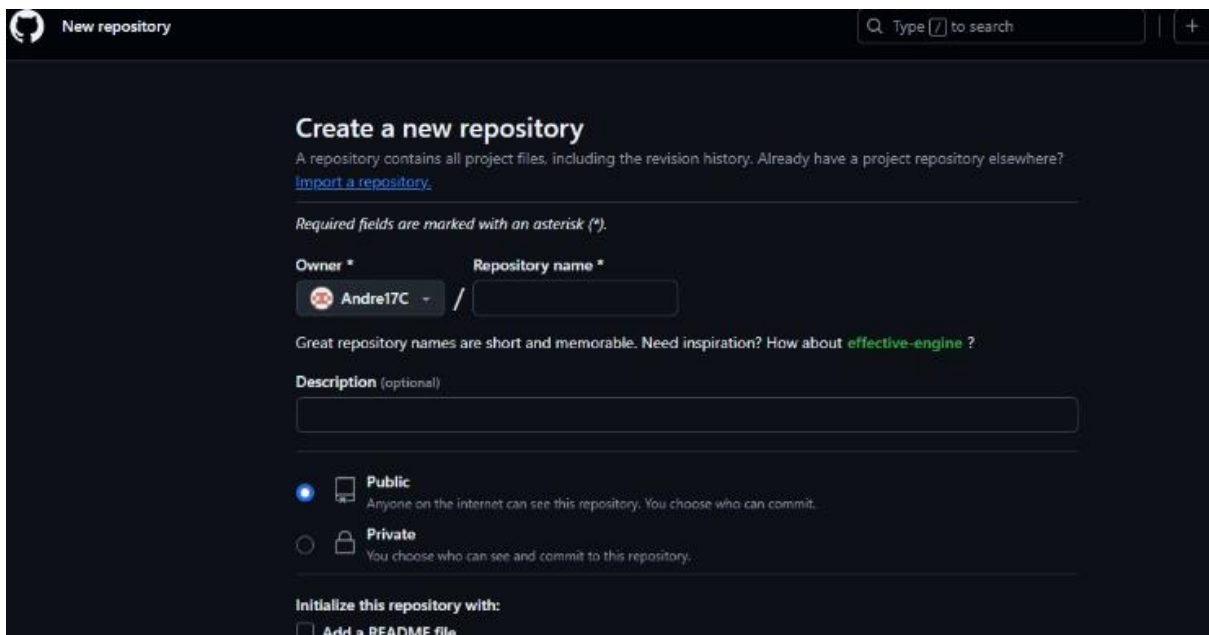 New repository
Type / to search
Create a new repository
A repository contains all project files, including the revision history. Already have a project repository elsewhere?
Import a repository.
Required fields are marked with an asterisk (*).
Owner * Repository name *
Andre17C /
Great repository names are short and memorable. Need inspiration? How about effective-engine ?
Description (optional)
Public
Anyone on the internet can see this repository. You choose who can commit.
Private
You choose who can see and commit to this repository.
Initialize this repository with:
Add a README file